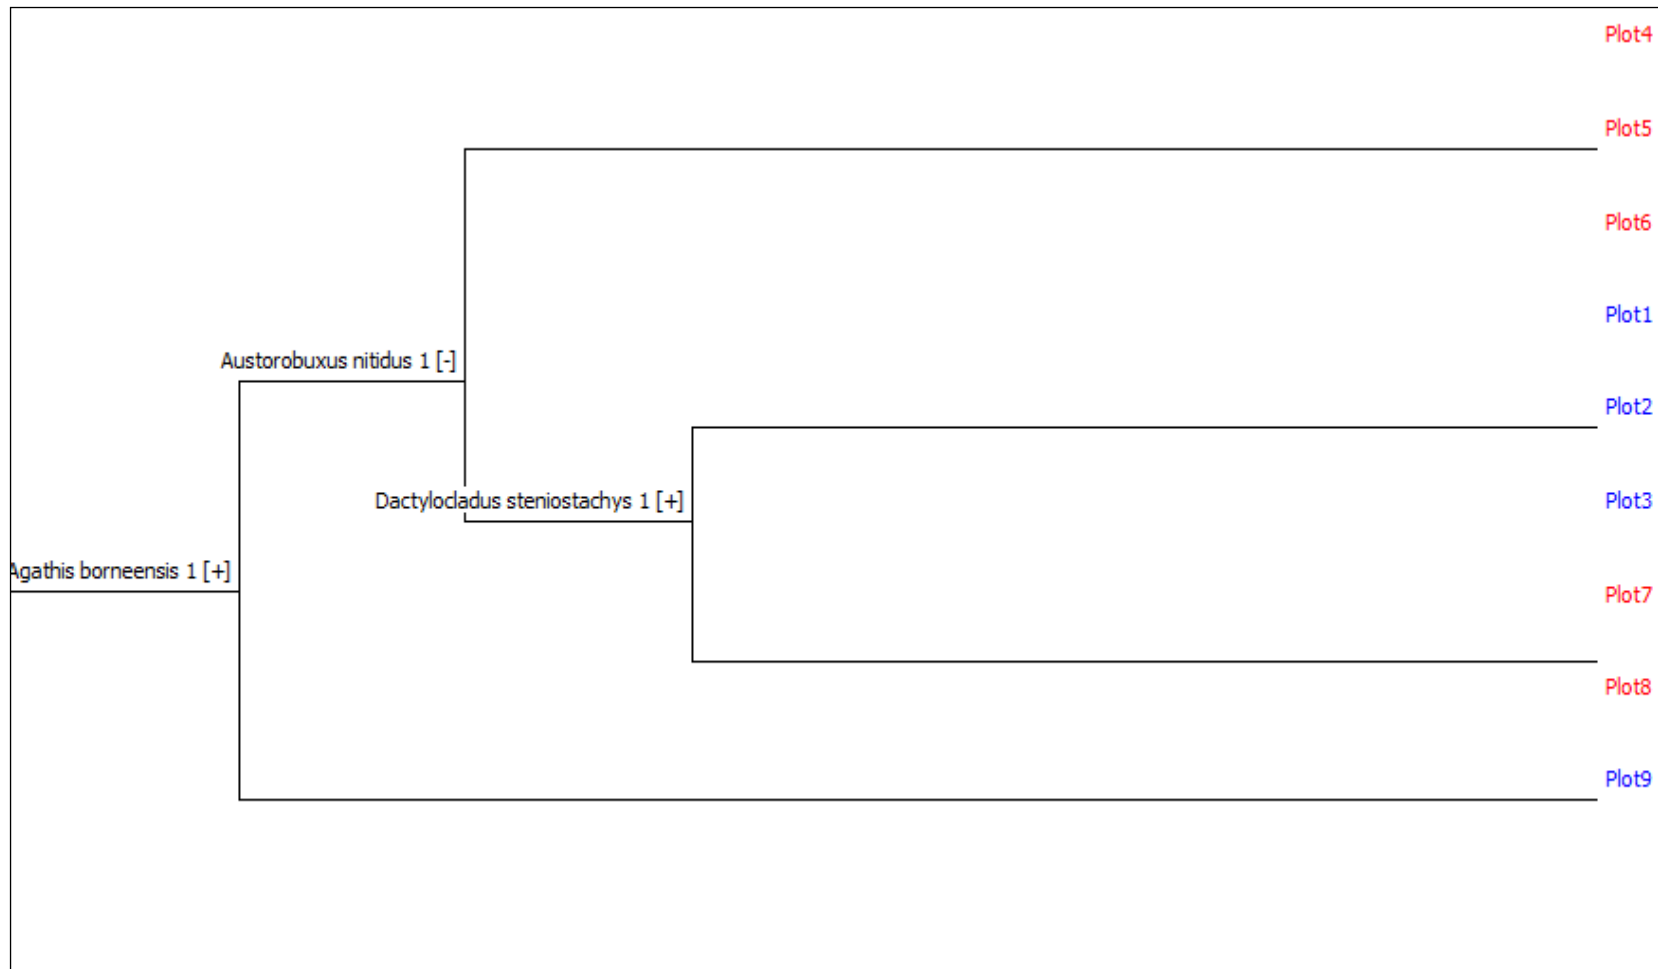 Plot4
Plot5
Plot6
Plot1
Austorobuxus nitidus 1 [-]
Plot2
Dactylocladus steniostachys 1 [+]
Plot3
Agathis borneensis 1 [+]
Plot7
Plot8
Plot9